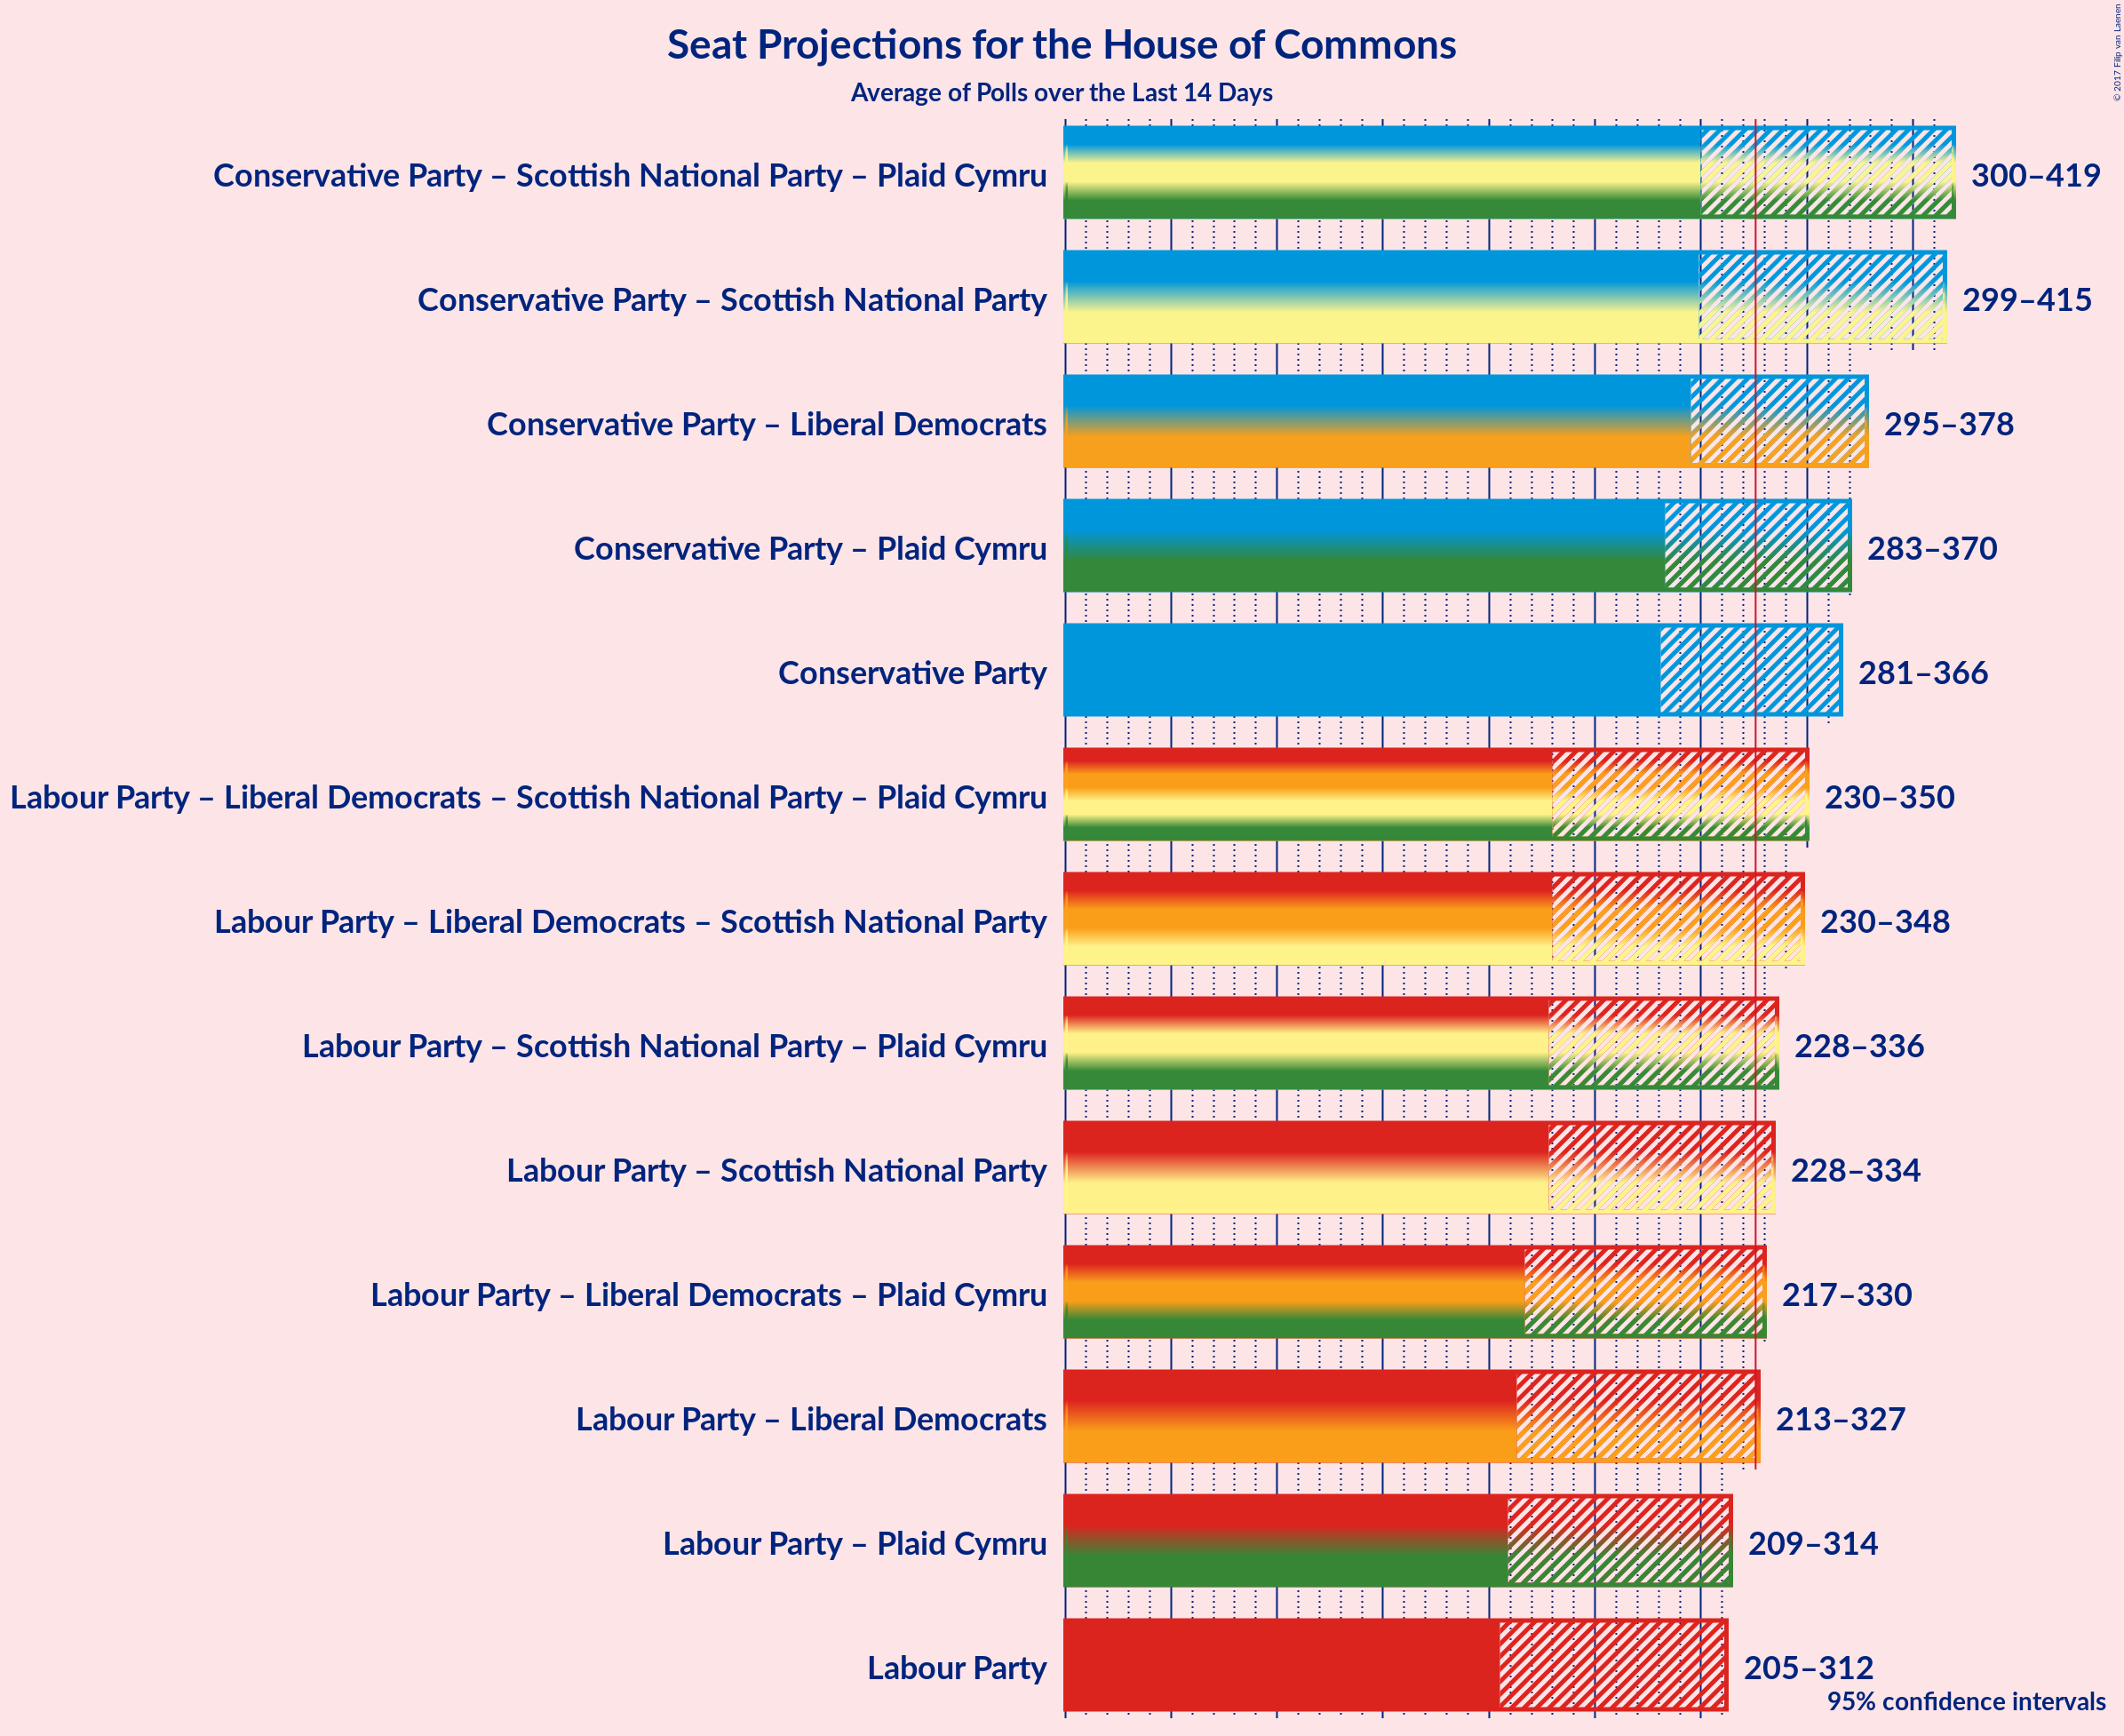 Seat Projections for the House of Commons
Average of Polls over the Last 14 Days
© 2017 Filip van Laenen
Conservative Party – Scottish National Party – Plaid Cymru 300–419
Conservative Party – Scottish National Party 299–415
Conservative Party – Liberal Democrats 295–378
Conservative Party – Plaid Cymru 283–370
Conservative Party 281–366
Labour Party – Liberal Democrats – Scottish National Party – Plaid Cymru 230–350
Labour Party – Liberal Democrats – Scottish National Party 230–348
Labour Party – Scottish National Party – Plaid Cymru 228–336
Labour Party – Scottish National Party 228–334
Labour Party – Liberal Democrats – Plaid Cymru 217–330
Labour Party – Liberal Democrats 213–327
Labour Party – Plaid Cymru 209–314
Labour Party 205–312
95% confidence intervals